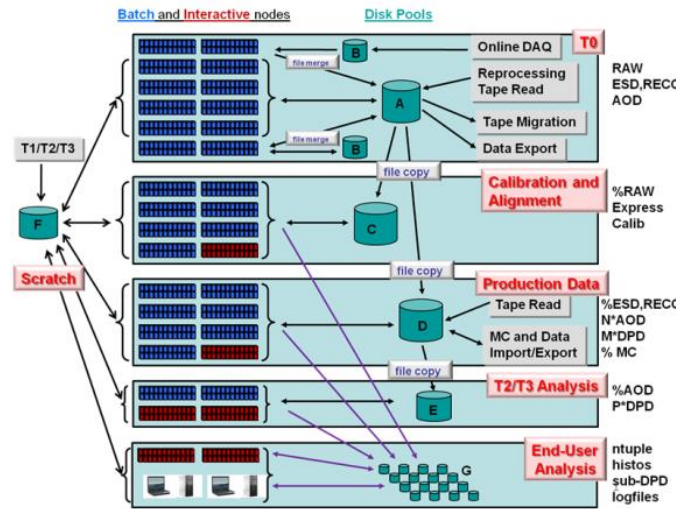 Batch and Interactive nodes
Disk Pools
T0
B
Online DAQ
file merge
Reprocessing
Tape Read
A
Tape Migration
file merge
B
Data Export
RAW
ESD,RECO
AOD
T1/T2/T3
F
Scratch
file copy
Calibration and
Alignment
C
%RAW
Express
Calib
file copy
Production Data
D
Tape Read
MC and Data
Import/Export
%ESD,RECO
N*AOD
M*DPD
% MC
file copy
T2/T3 Analysis
E
%AOD
P*DPD
End-User
Analysis
G
ntuple
histos
sub-DPD
logfiles